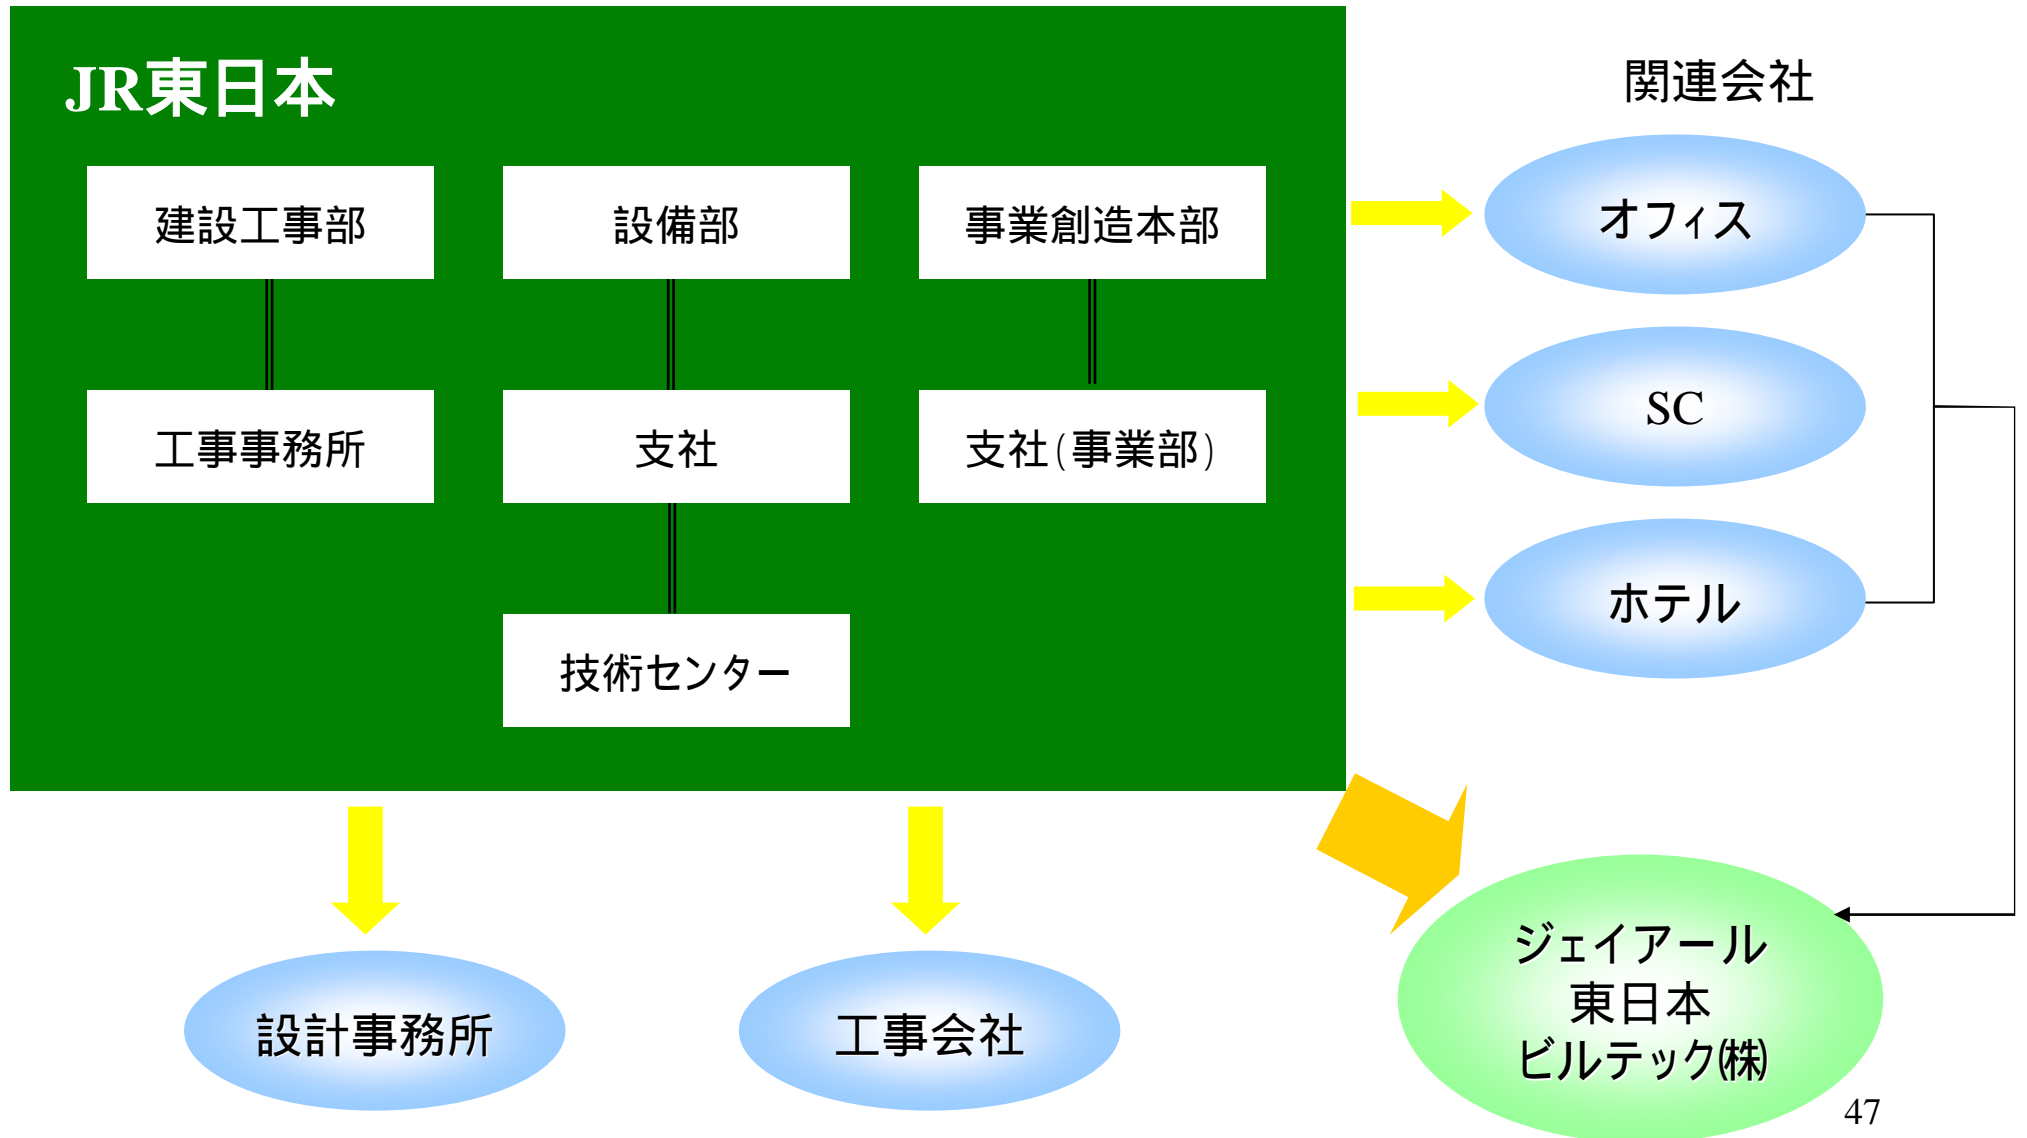 JR東日本
関連会社
建設工事部
設備部
事業創造本部
オフィス
工事事務所
支社
支社(事業部)
SC
技術センター
ホテル
設計事務所
工事会社
ジェイアール
東日本
ビルテック㈱
47